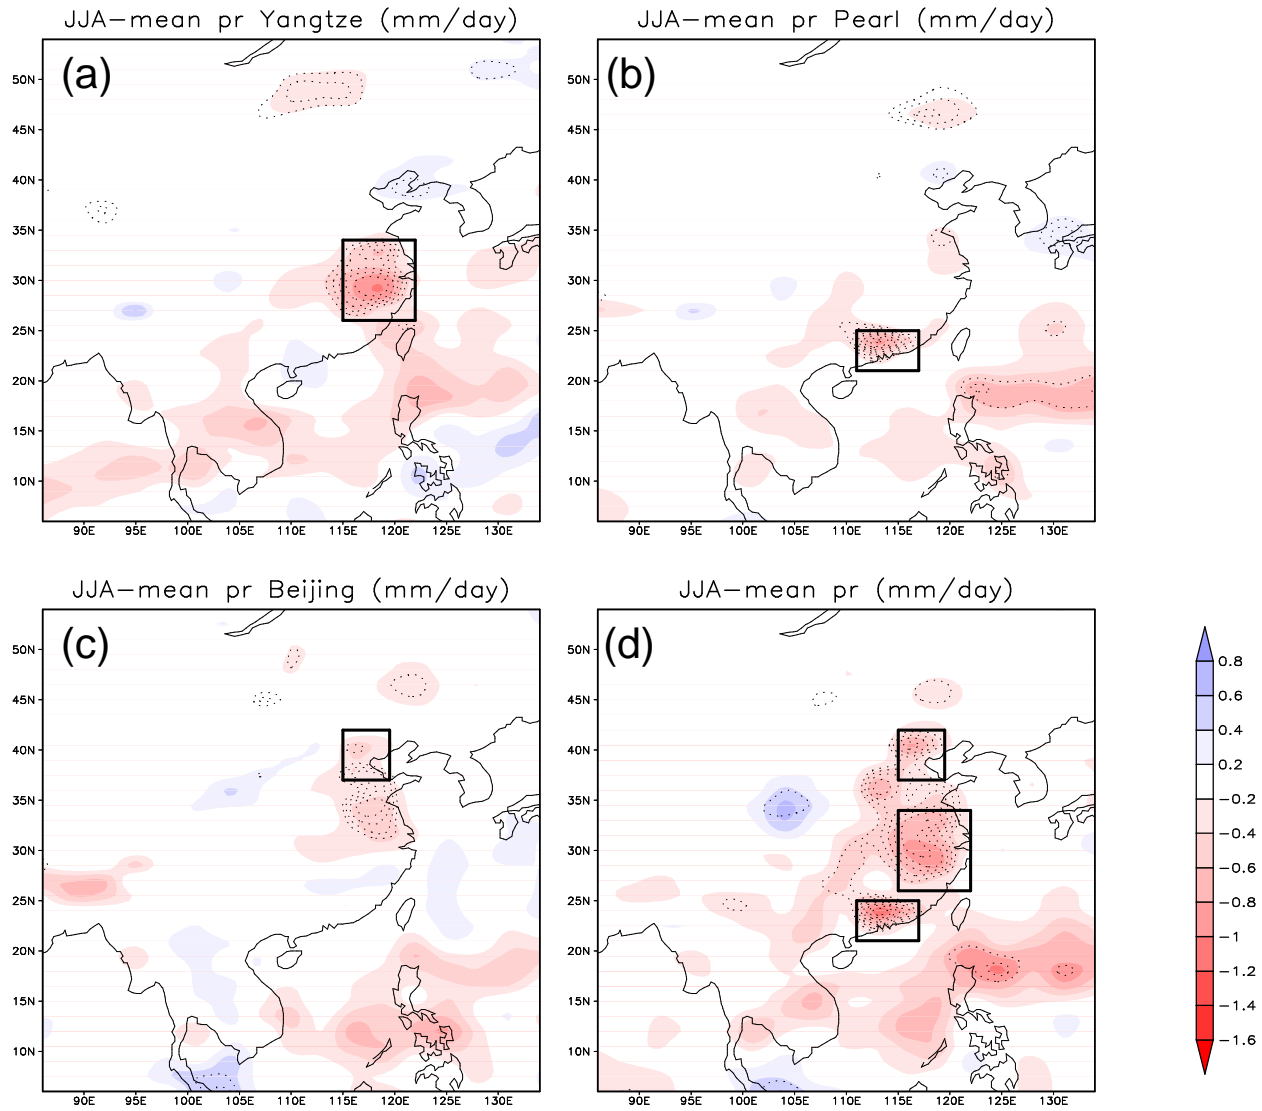 JJA-mean pr Yangtze (mm/day)
JJA-mean pr Pearl (mm/day)
(a)
(b)
50N
45N
40N
35N
30N
25N
20N
15N
10N
90E 95E 100E 105E 110E 115E 120E 125E 130E
50N
45N
40N
35N
30N
25N
20N
15N
10N
90E 95E 100E 105E 110E 115E 120E 125E 130E
JJA-mean pr Beijing (mm/day)
JJA-mean pr (mm/day)
(c)
(d)
50N
45N
40N
35N
30N
25N
20N
15N
10N
90E 95E 100E 105E 110E 115E 120E 125E 130E
50N
45N
40N
35N
30N
25N
20N
15N
10N
90E 95E 100E 105E 110E 115E 120E 125E 130E
0.8
0.6
0.4
0.2
-0.2
-0.4
-0.6
-0.8
-1
-1.2
-1.4
-1.6